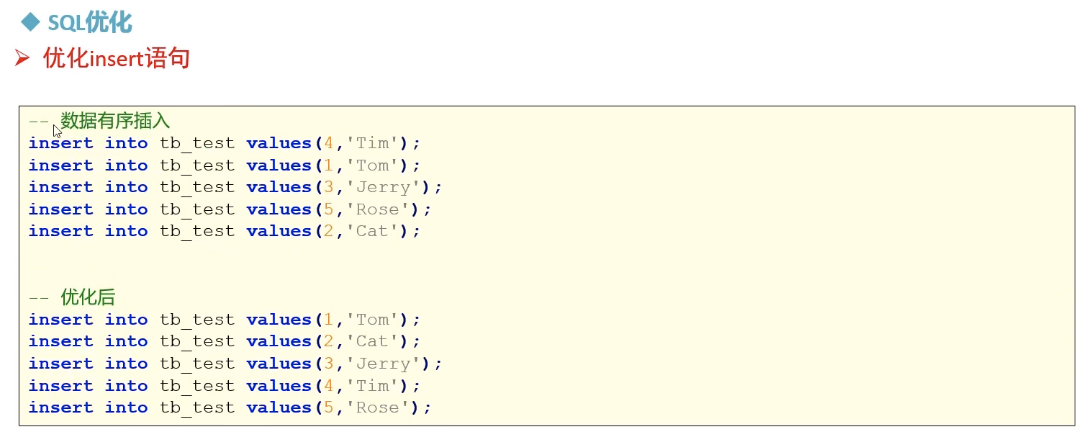 ◆ SQL优化
➢ 优化insert语句
-- 数据有序插入
insert into tb_test values(4,'Tim');
insert into tb_test values(1,'Tom');
insert into tb_test values(3,'Jerry');
insert into tb_test values(5,'Rose');
insert into tb_test values(2,'Cat');
-- 优化后
insert into tb_test values(1,'Tom');
insert into tb_test values(2,'Cat');
insert into tb_test values(3,'Jerry');
insert into tb_test values(4,'Tim');
insert into tb_test values(5,'Rose');